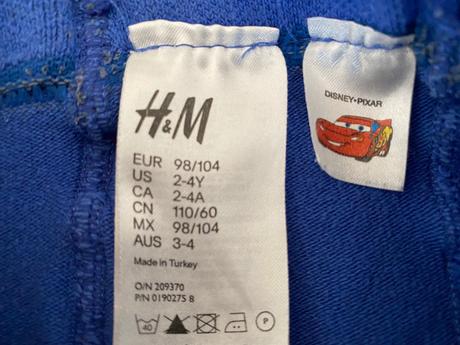 H&M
EUR 98/104
US 2-4Y
CA 2-4A
CN 110/60
MX 98/104
AUS 3-4
Made in Turkey
O/N 209370
P/N 0190275 8
40
P
DISNEY•PIXAR